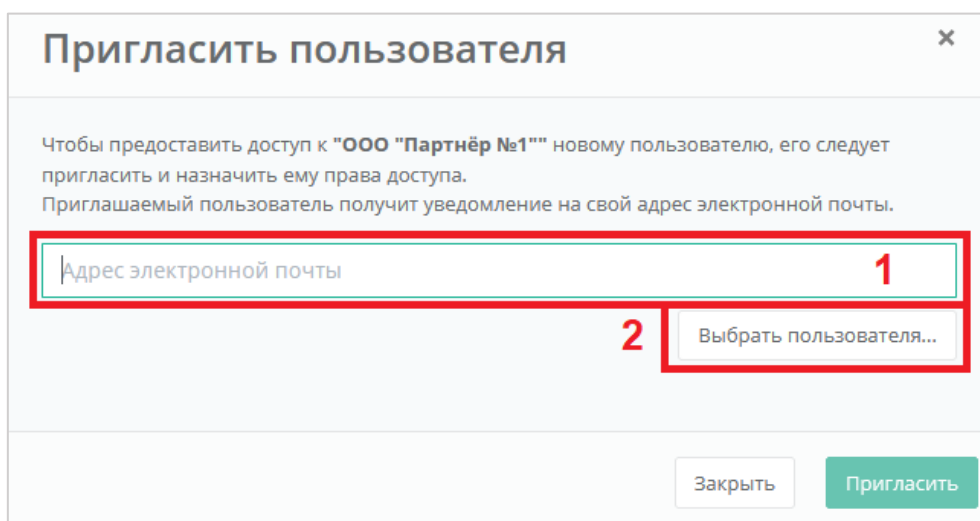 Пригласить пользователя
×
Чтобы предоставить доступ к "ООО "Партнёр №1"" новому пользователю, его следует
пригласить и назначить ему права доступа.
Приглашаемый пользователь получит уведомление на свой адрес электронной почты.
Адрес электронной почты 1
2 Выбрать пользователя...
Закрыть Пригласить